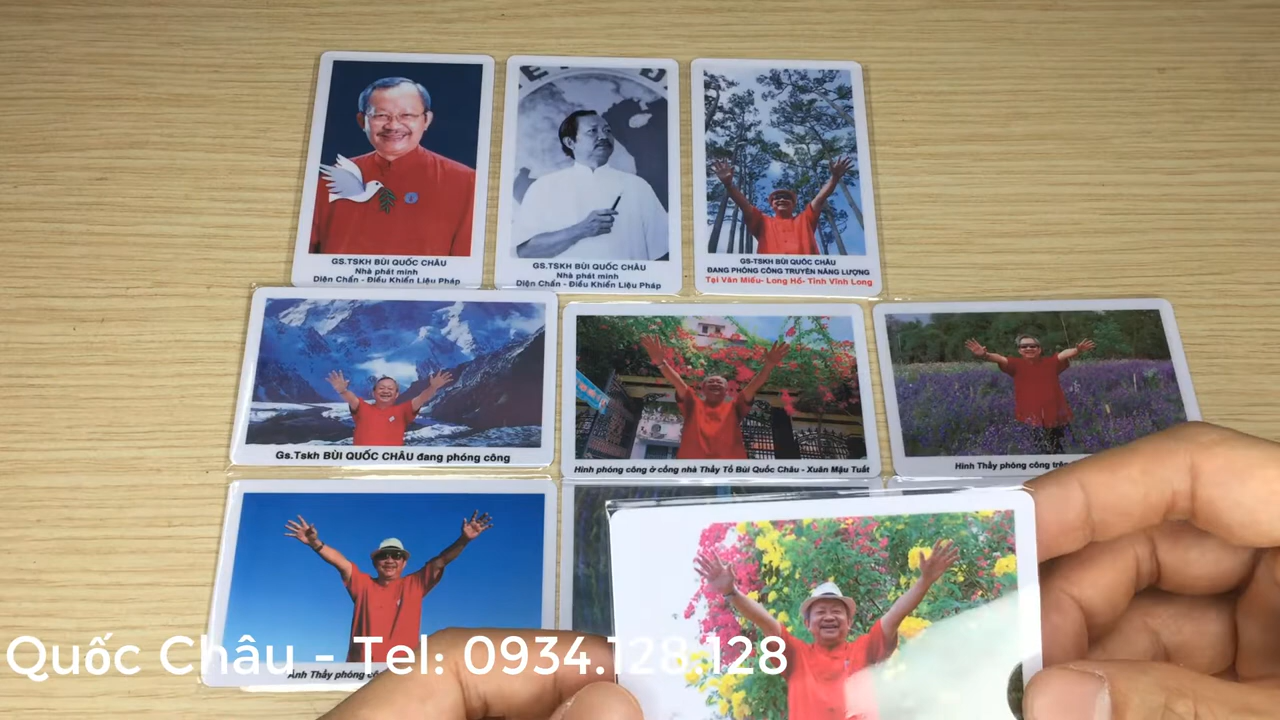 GS.TSKH BÙI QUỐC CHÂU
Nhà phát minh
Diện Chẩn - Điều Khiển Liệu Pháp
GS.TSKH BÙI QUỐC CHÂU
Nhà phát minh
Diện Chẩn - Điều Khiển Liệu Pháp
GS-TSKH BÙI QUỐC CHÂU
ĐANG PHÓNG CÔNG TRUYỀN NĂNG LƯỢNG
Tại Văn Miếu- Long Hồ- Tỉnh Vĩnh Long
Gs.Tskh BÙI QUỐC CHÂU đang phóng công
Hình phóng công ở cổng nhà Thầy Tổ Bùi Quốc Châu - Xuân Mậu Tuất
Hình Thầy phóng công
Ảnh Thầy phóng
Quốc Châu - Tel: 0934.128.128